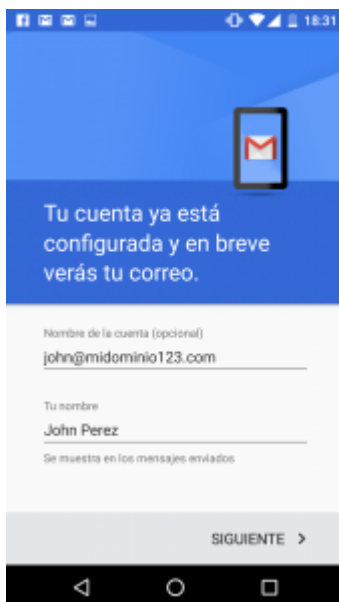 18:31
Tu cuenta ya está
configurada y en breve
verás tu correo.
Nombre de la cuenta (opcional)
john@midominio123.com
Tu nombre
John Perez
Se muestra en los mensajes enviados
SIGUIENTE >